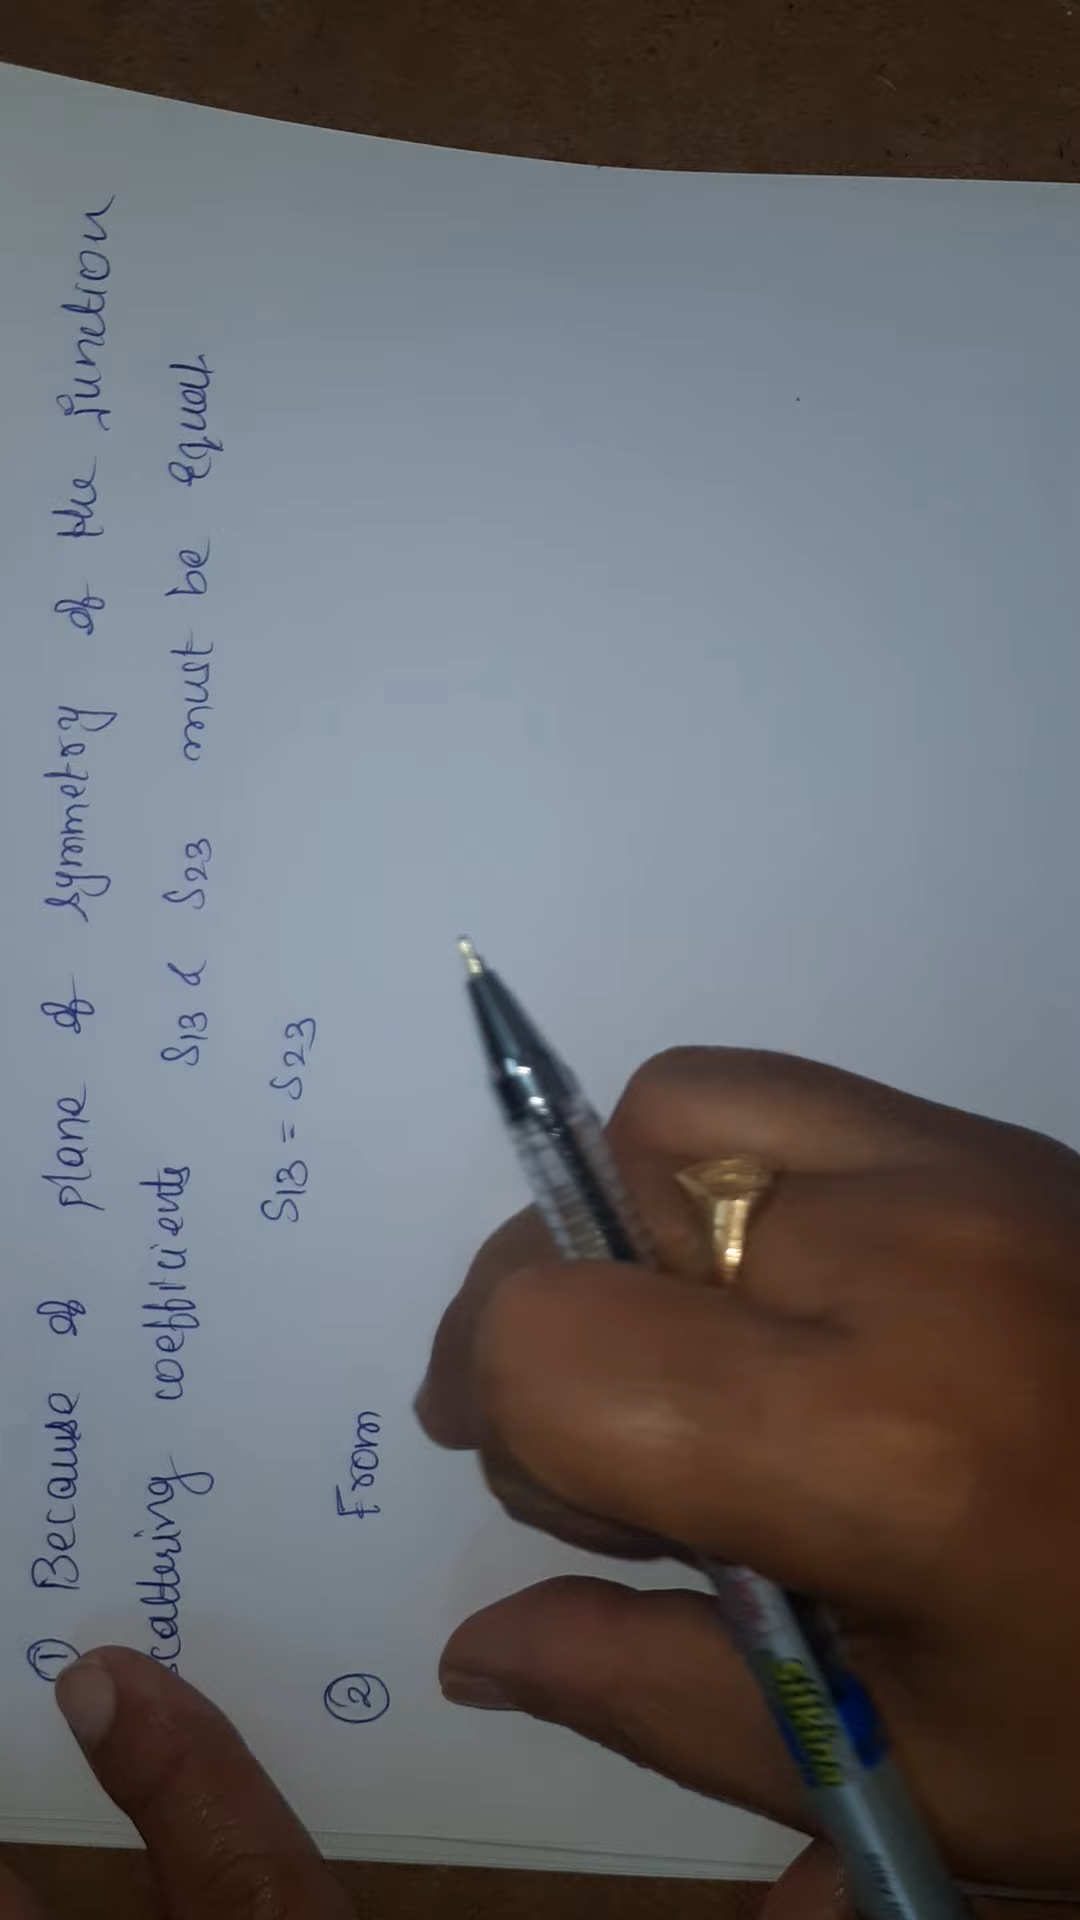 ① Because of plane of symmetry of the junction
scattering coefficients S13 & S23 must be equal
S13 = S23
② From